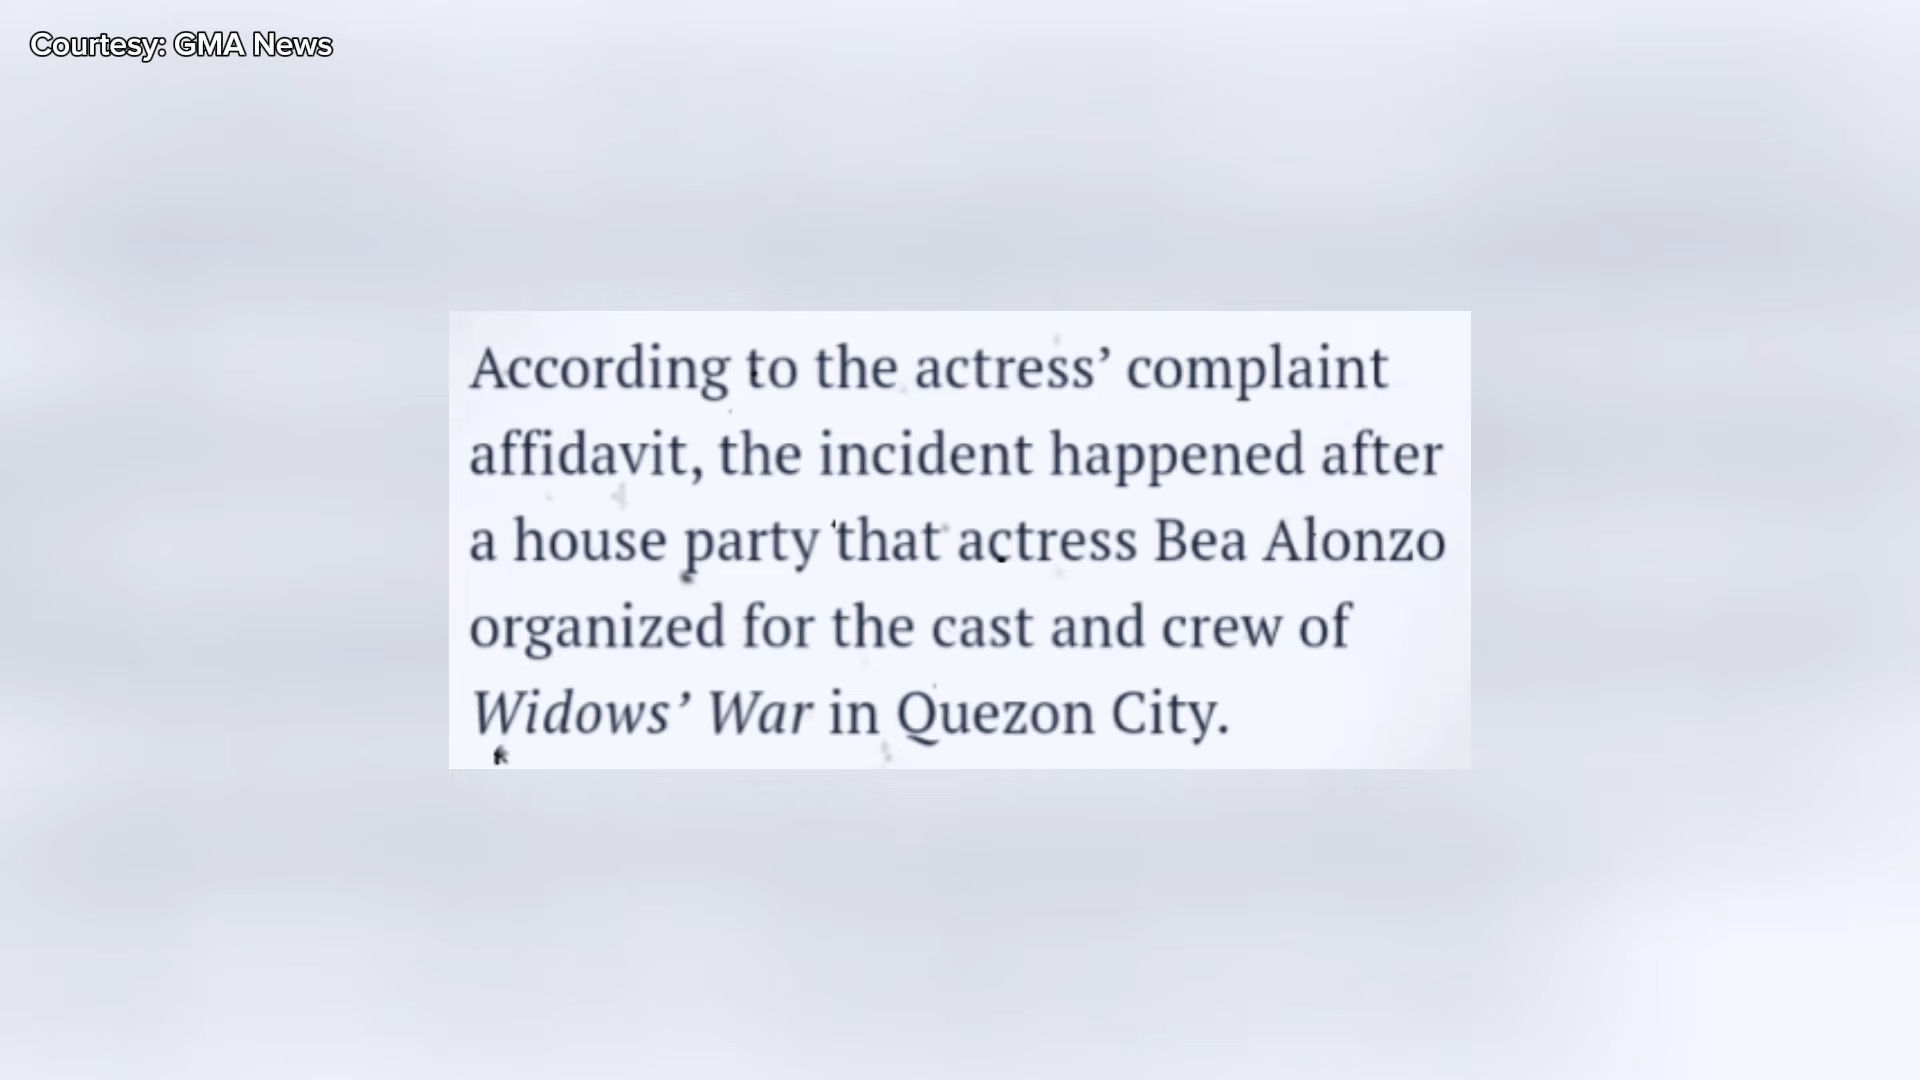 Courtesy: GMA News
According to the actress’ complaint
affidavit, the incident happened after
a house party that actress Bea Alonzo
organized for the cast and crew of
Widows’ War in Quezon City.